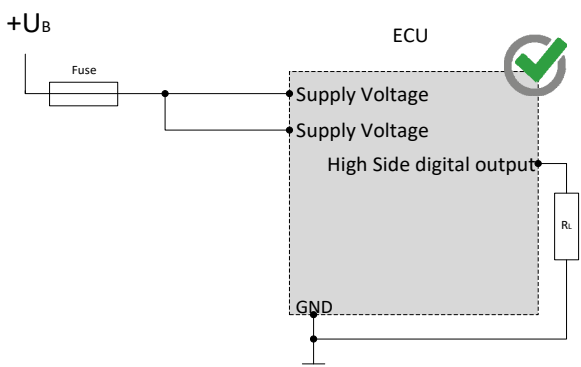 +UB
ECU
Fuse
Supply Voltage
Supply Voltage
High Side digital output
RL
GND